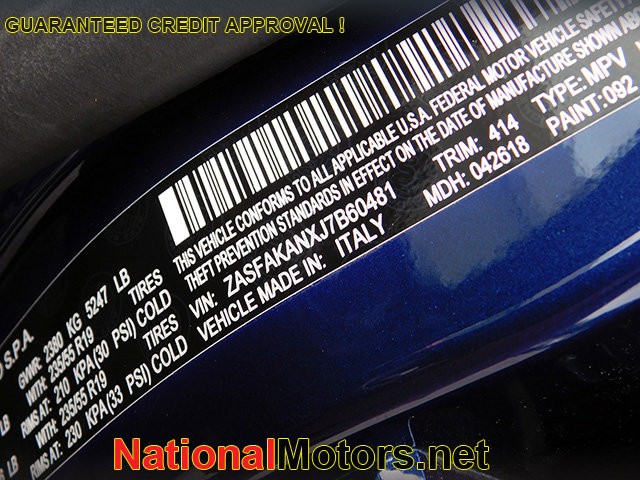 GUARANTEED CREDIT APPROVAL !
THIS VEHICLE CONFORMS TO ALL APPLICABLE U.S.A. FEDERAL MOTOR VEHICLE SAFETY
THEFT PREVENTION STANDARDS IN EFFECT ON THE DATE OF MANUFACTURE SHOWN
VIN: ZASFAKANXJ7B60481 TRIM: 414 TYPE: MPV
VEHICLE MADE IN: ITALY MDH: 042618 PAINT: 092
S.P.A.
GVWR: 2380 KG 5247 LB
WITH: 235/55 R19 TIRES
RIMS AT: 210 KPA(30 PSI) COLD
WITH: 235/55 R19 TIRES
RIMS AT: 230 KPA(33 PSI) COLD
LB
LB
NationalMotors.net